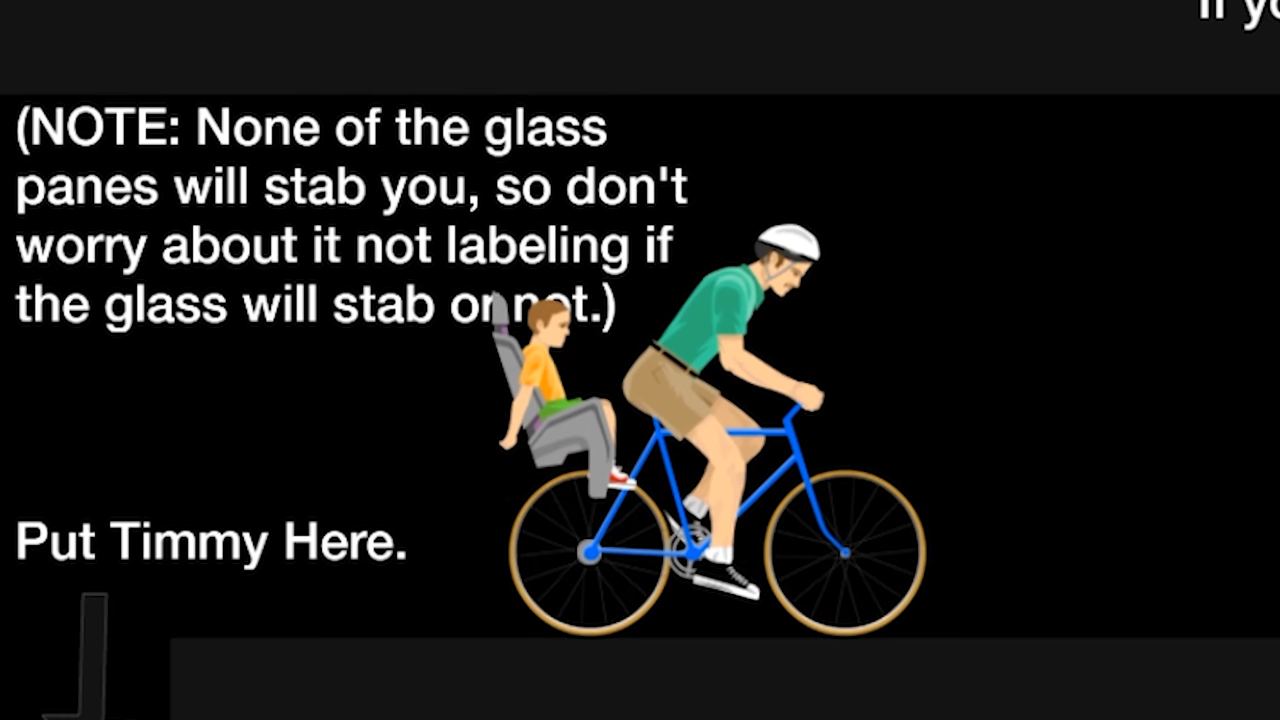 (NOTE: None of the glass
panes will stab you, so don't
worry about it not labeling if
the glass will stab or not.)
Put Timmy Here.